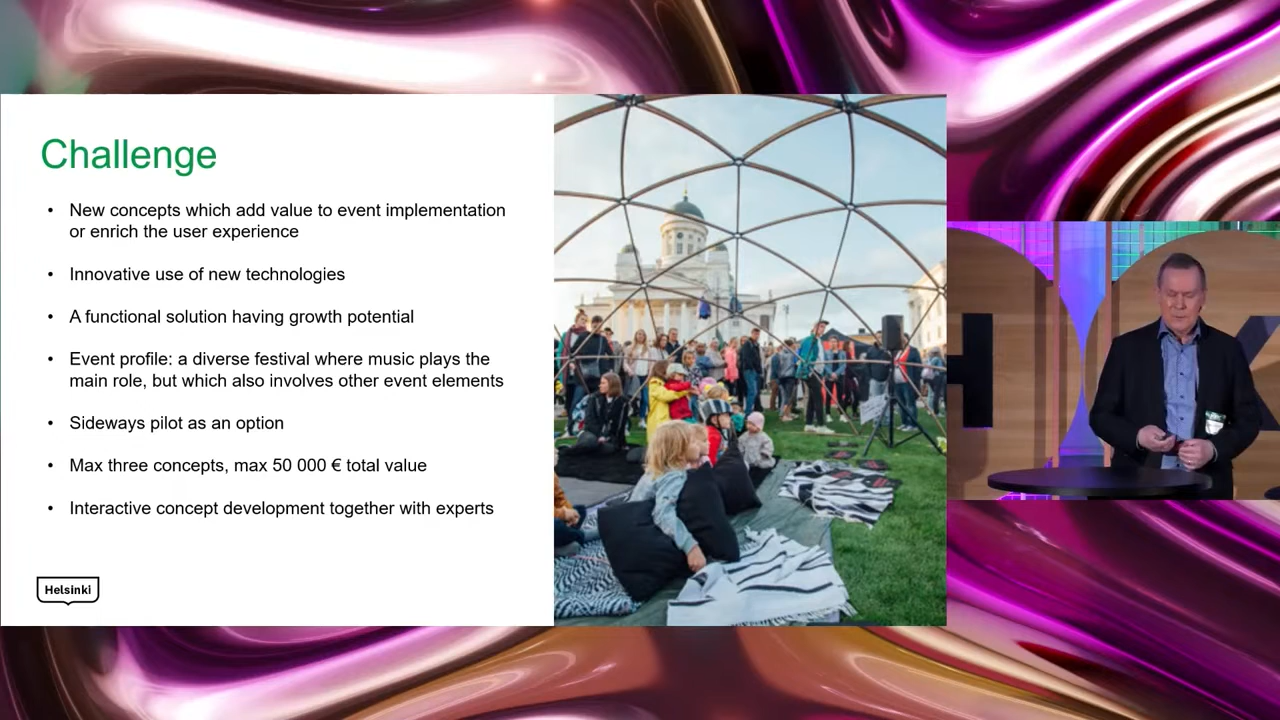 Challenge
• New concepts which add value to event implementation
or enrich the user experience
• Innovative use of new technologies
• A functional solution having growth potential
• Event profile: a diverse festival where music plays the
main role, but which also involves other event elements
• Sideways pilot as an option
• Max three concepts, max 50 000 € total value
• Interactive concept development together with experts
Helsinki